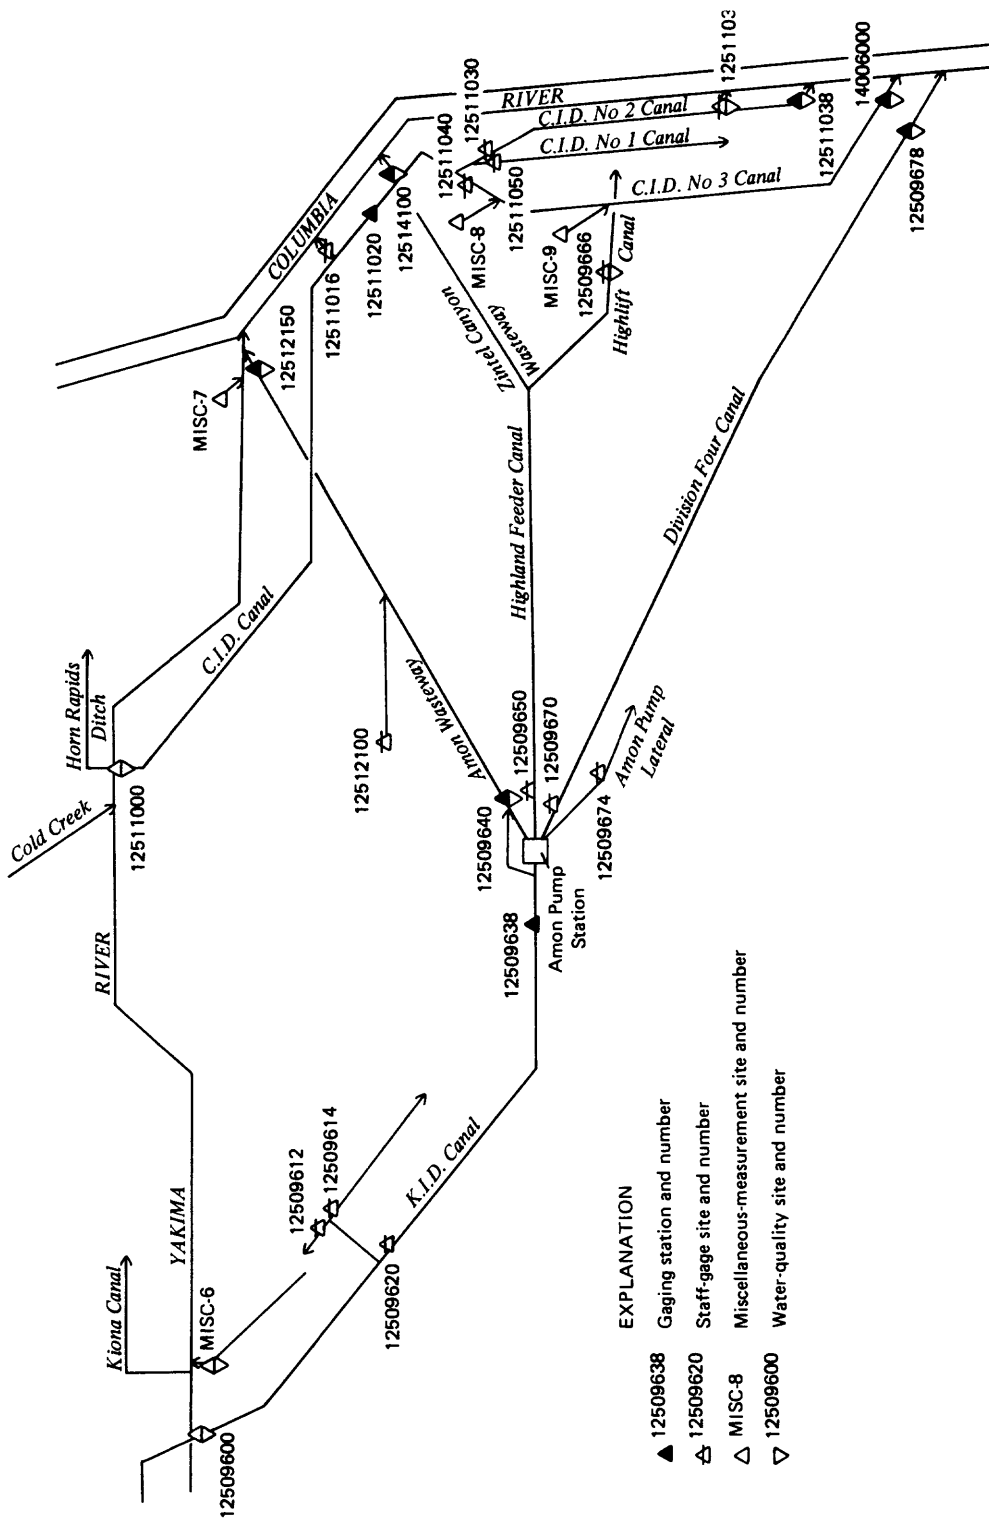 COLUMBIA
RIVER
12511030
1251103
C.I.D. No 2 Canal
12511040
C.I.D. No 1 Canal
14006000
12511038
C.I.D. No 3 Canal
12511050
12509678
12514100
12511020
12511016
MISC-8
MISC-9
12509666
Highlift Canal
Zintel Canyon
Wasteway
12512150
MISC-7
Highland Feeder Canal
Division Four Canal
C.I.D. Canal
Horn Rapids
Ditch
Cold Creek
12511000
Amon Wasteway
12512100
12509650
12509670
12509640
12509674
Amon Pump
Lateral
12509638
Amon Pump
Station
RIVER
YAKIMA
Kiona Canal
MISC-6
12509612
12509614
K.I.D. Canal
12509620
12509600
EXPLANATION
12509638 Gaging station and number
12509620 Staff-gage site and number
MISC-8 Miscellaneous-measurement site and number
12509600 Water-quality site and number